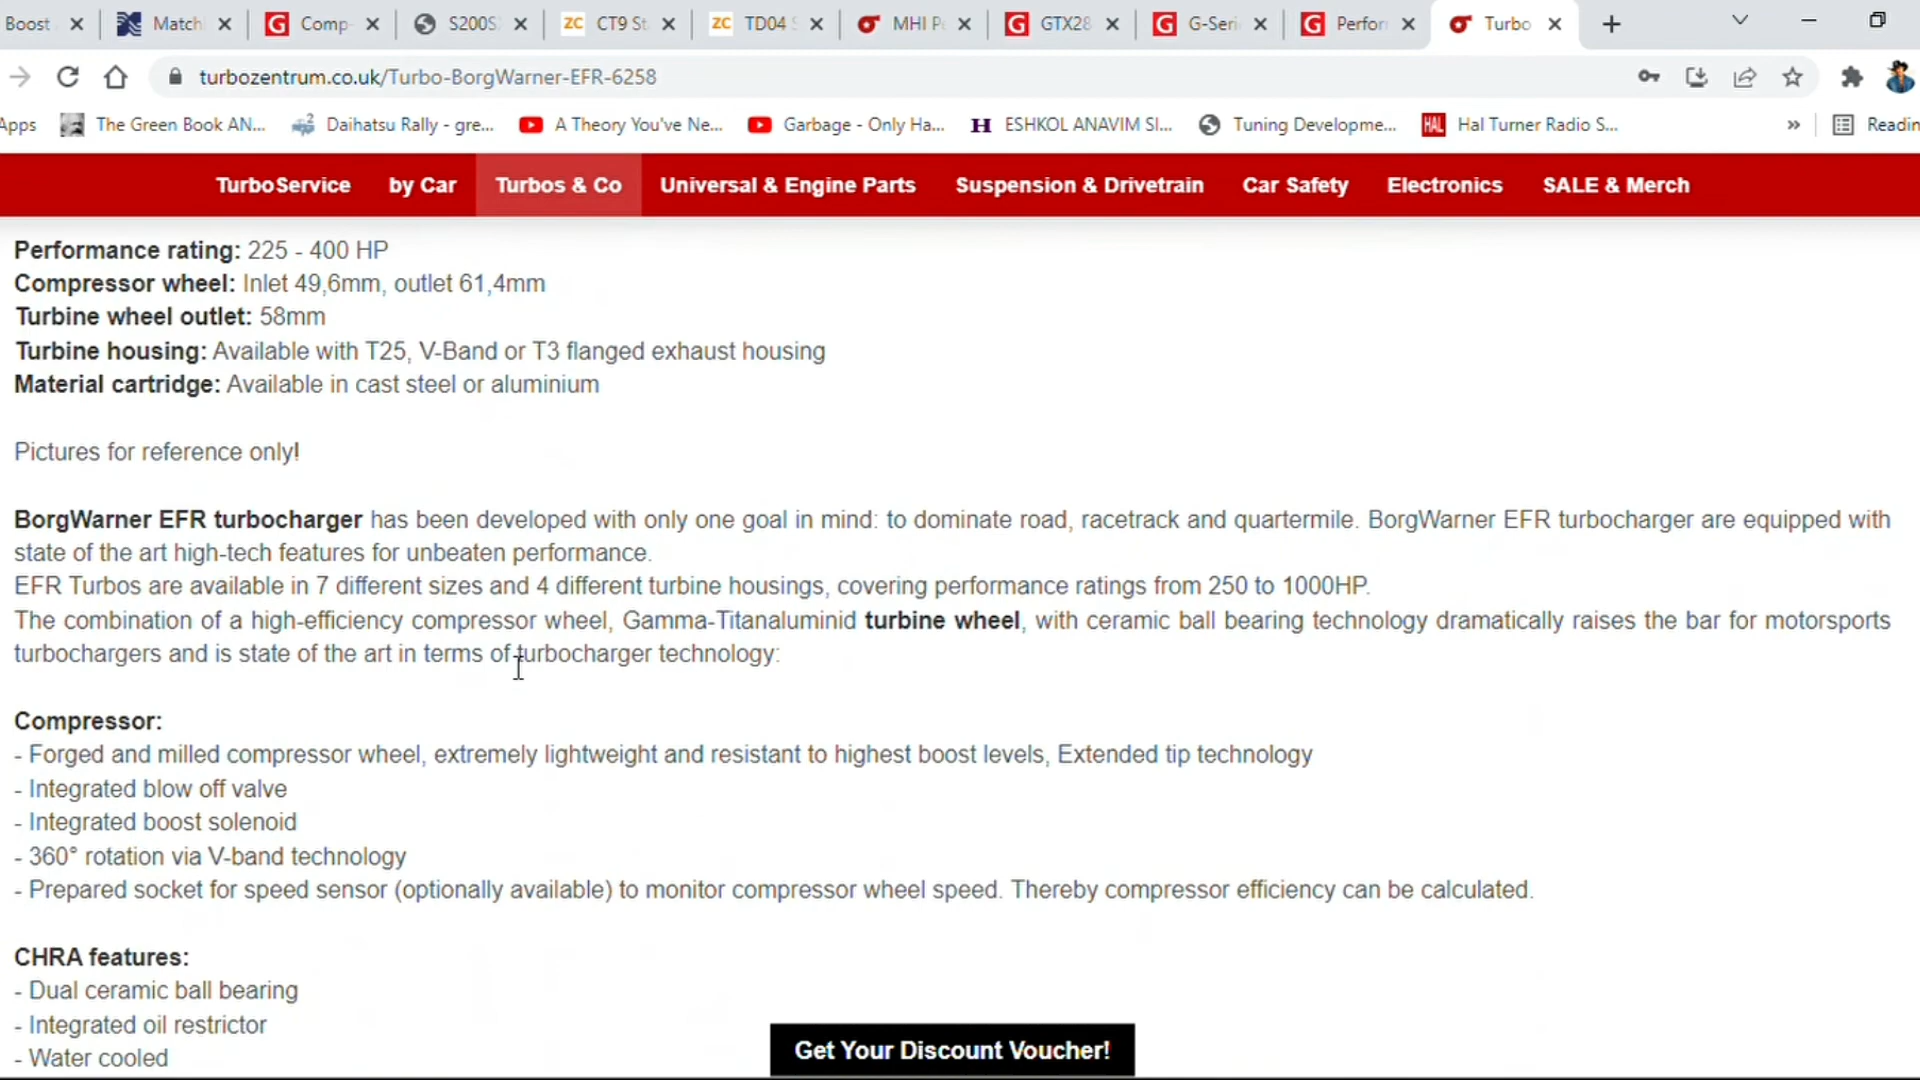 Boost
Match
Comp
S200S
CT9 St
TD04
MHI P
GTX28
G-Seri
Perfor
Turbo
turbozentrum.co.uk/Turbo-BorgWarner-EFR-6258
Apps
The Green Book AN...
Daihatsu Rally - gre...
A Theory You've Ne...
Garbage - Only Ha...
ESHKOL ANAVIM SI...
Tuning Developme...
Hal Turner Radio S...
»
Readin
TurboService by Car Turbos & Co Universal & Engine Parts Suspension & Drivetrain Car Safety Electronics SALE & Merch
Performance rating: 225 - 400 HP
Compressor wheel: Inlet 49,6mm, outlet 61,4mm
Turbine wheel outlet: 58mm
Turbine housing: Available with T25, V-Band or T3 flanged exhaust housing
Material cartridge: Available in cast steel or aluminium
Pictures for reference only!
BorgWarner EFR turbocharger has been developed with only one goal in mind: to dominate road, racetrack and quartermile. BorgWarner EFR turbocharger are equipped with
state of the art high-tech features for unbeaten performance.
EFR Turbos are available in 7 different sizes and 4 different turbine housings, covering performance ratings from 250 to 1000HP.
The combination of a high-efficiency compressor wheel, Gamma-Titanaluminid turbine wheel, with ceramic ball bearing technology dramatically raises the bar for motorsports
turbochargers and is state of the art in terms of turbocharger technology:
Compressor:
- Forged and milled compressor wheel, extremely lightweight and resistant to highest boost levels, Extended tip technology
- Integrated blow off valve
- Integrated boost solenoid
- 360° rotation via V-band technology
- Prepared socket for speed sensor (optionally available) to monitor compressor wheel speed. Thereby compressor efficiency can be calculated.
CHRA features:
- Dual ceramic ball bearing
- Integrated oil restrictor
- Water cooled
Get Your Discount Voucher!